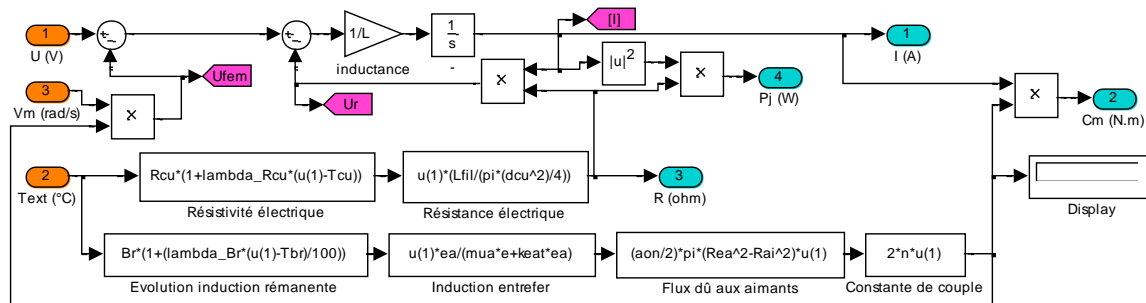 [I]
1
U (V)
1/L
inductance
1
s
-
|u|²
×
×
4
Pj (W)
1
I (A)
×
2
Cm (N.m)
Ufem
Ur
3
Vm (rad/s)
×
2
Text (°C)
Rcu*(1+lambda_Rcu*(u(1)-Tcu))
Résistivité électrique
u(1)*(Lfil/(pi*(dcu^2)/4))
Résistance électrique
3
R (ohm)
Display
Br*(1+(lambda_Br*(u(1)-Tbr)/100))
Evolution induction rémanente
u(1)*ea/(mua*e+keat*ea)
Induction entrefer
(aon/2)*pi*(Rea^2-Rai^2)*u(1)
Flux dû aux aimants
2*n*u(1)
Constante de couple